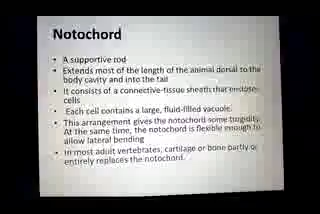 Notochord
• A supportive rod
• Extends most of the length of the animal dorsal to the
body cavity and into the tail
• It consists of a connective-tissue sheath that endose-
cells
• Each cell contains a large, fluid-filled vacuole.
• This arrangement gives the notochord some turgidity.
At the same time, the notochord is flexible enough to
allow lateral bending
• In most adult vertebrates, cartilage or bone partly or
entirely replaces the notochord.